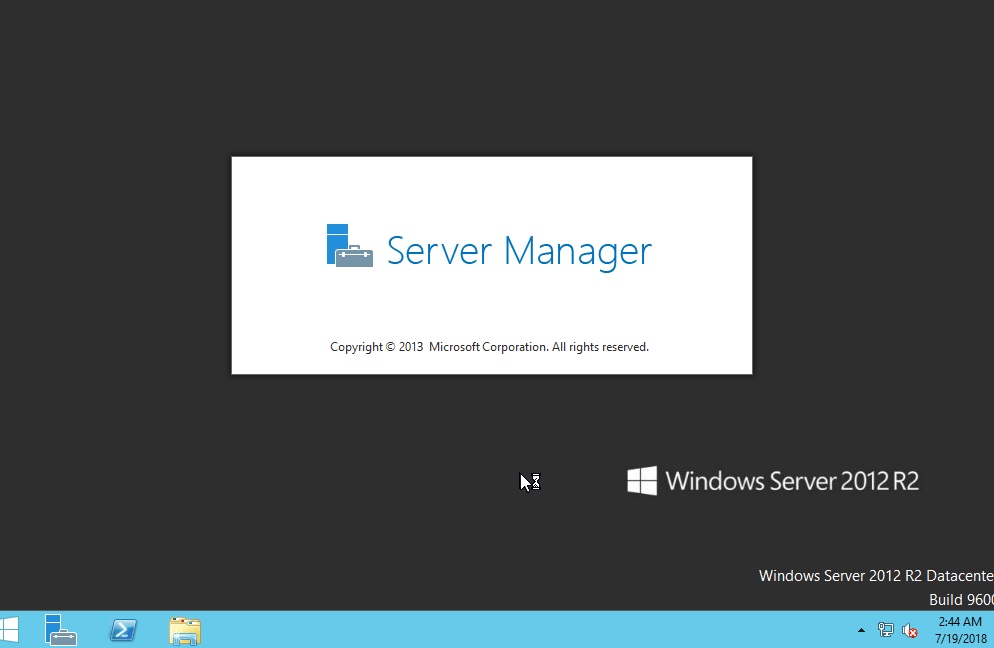 Server Manager
Copyright © 2013 Microsoft Corporation. All rights reserved.
Windows Server 2012 R2
Windows Server 2012 R2 Datacente
Build 960
2:44 AM
7/19/2018